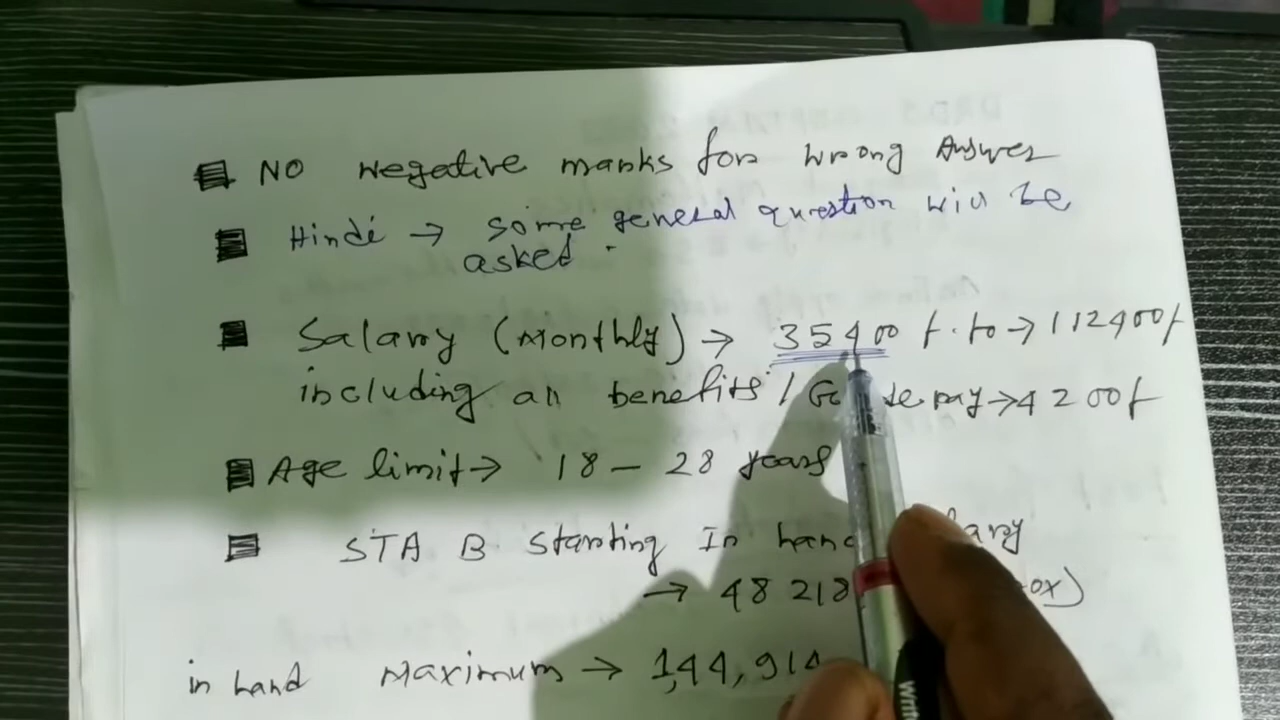 NO Negative marks for wrong Answer
Hindi → some general question will be
asked
Salary (Monthly) → 35400 to → 112400/
including all benefits / pay → 4200/
Age limit → 18 - 28 years
STA B starting In hand
→ 48218
in hand Maximum → 1,44,914
Write